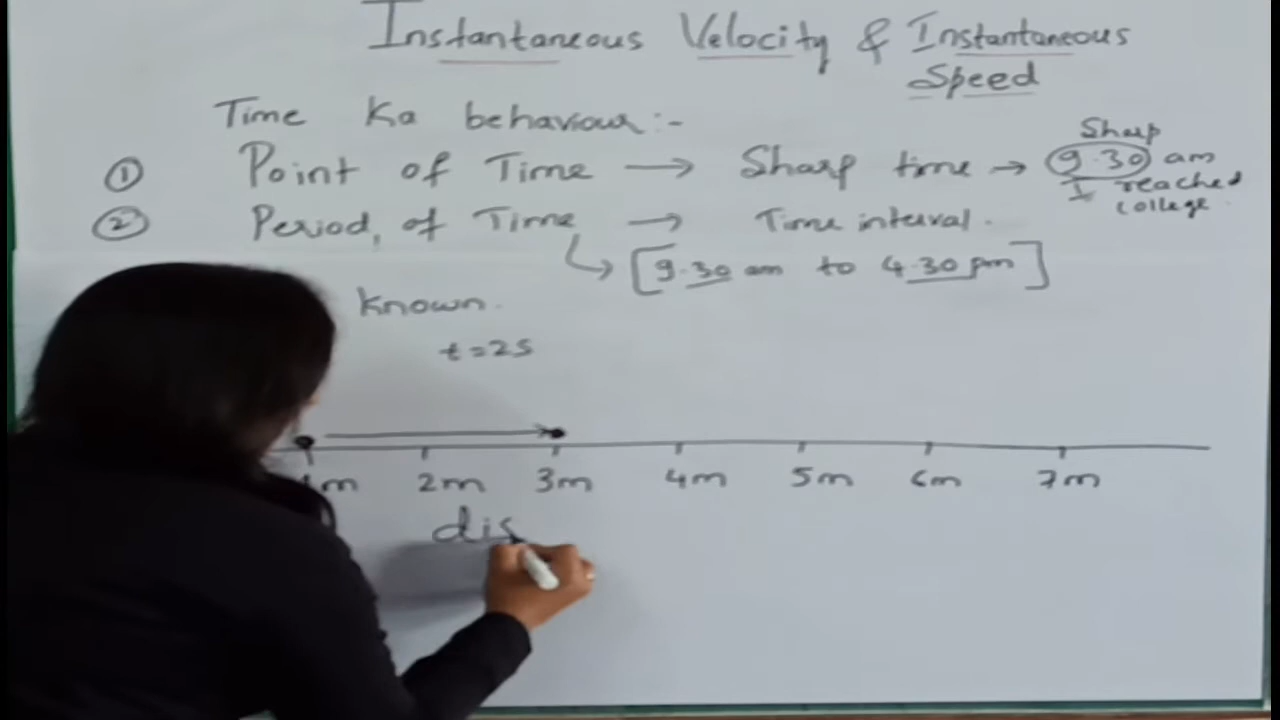 Instantaneous Velocity & Instantaneous
Speed
Time Ka behaviour:-
① Point of Time → Sharp time → 9.30 am
Sharp
I reached
college.
② Period, of Time → Time interval.
↳ [9.30 am to 4.30 pm]
known.
t=2s
1m 2m 3m 4m 5m 6m 7m
dis